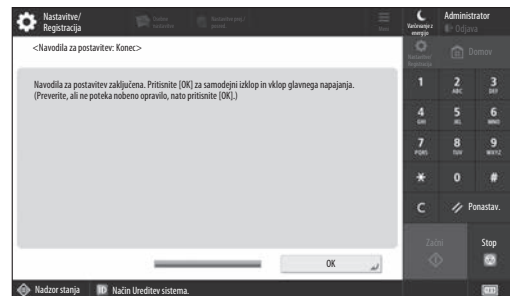 Nastavitve/
Registracija
Varčevanje z
energije
Administrator
Odjava
<Navodila za postavitev: Konec>
Nastavitve/
Registracija
Domov
Navodila za postavitev zaključena. Pritisnite [OK] za samodejni izklop in vklop glavnega napajanja.
(Preverite, ali ne poteka nobeno opravilo, nato pritisnite [OK].)
1
2
ABC
3
DEF
4
GHI
5
JKL
6
MNO
7
PQRS
8
TUV
9
WXYZ
*
0
#
C
Ponastav.
Začni
Stop
OK
Nadzor stanja
ID
Način Ureditev sistema.